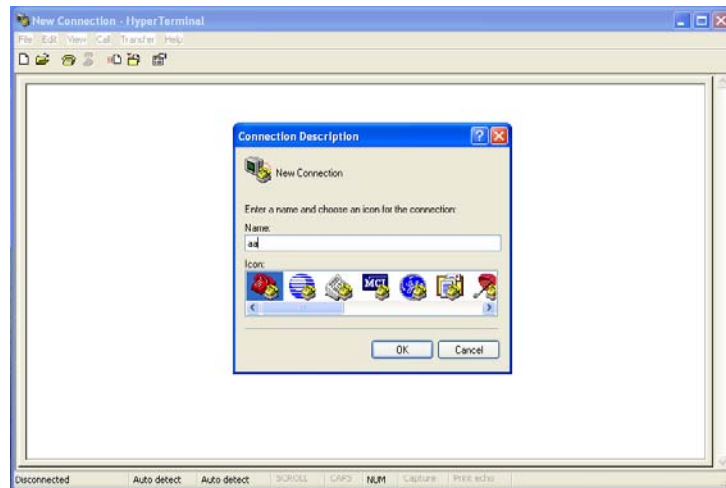 New Connection - HyperTerminal
File Edit View Call Transfer Help
Connection Description
New Connection
Enter a name and choose an icon for the connection:
Name:
aa
Icon:
MCI
OK Cancel
Disconnected Auto detect Auto detect SCROLL CAPS NUM Capture Print echo